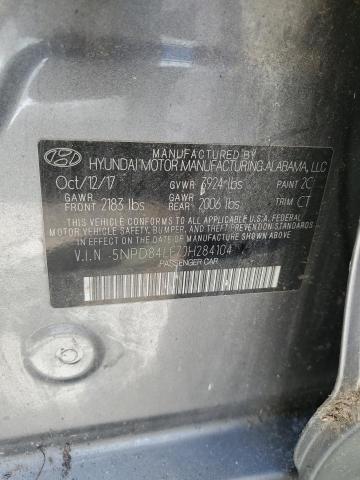 MANUFACTURED BY
HYUNDAI MOTOR MANUFACTURING ALABAMA, LLC
Oct/12/17 GVWR 3924 lbs PAINT 2C
GAWR FRONT 2183 lbs GAWR REAR 2006 lbs TRIM CT
THIS VEHICLE CONFORMS TO ALL APPLICABLE U.S.A. FEDERAL
MOTOR VEHICLE SAFETY, BUMPER, AND THEFT PREVENTION STANDARDS
IN EFFECT ON THE DATE OF MANUFACTURE SHOWN ABOVE.
V.I.N 5NPD84LF7JH284104
PASSENGER CAR